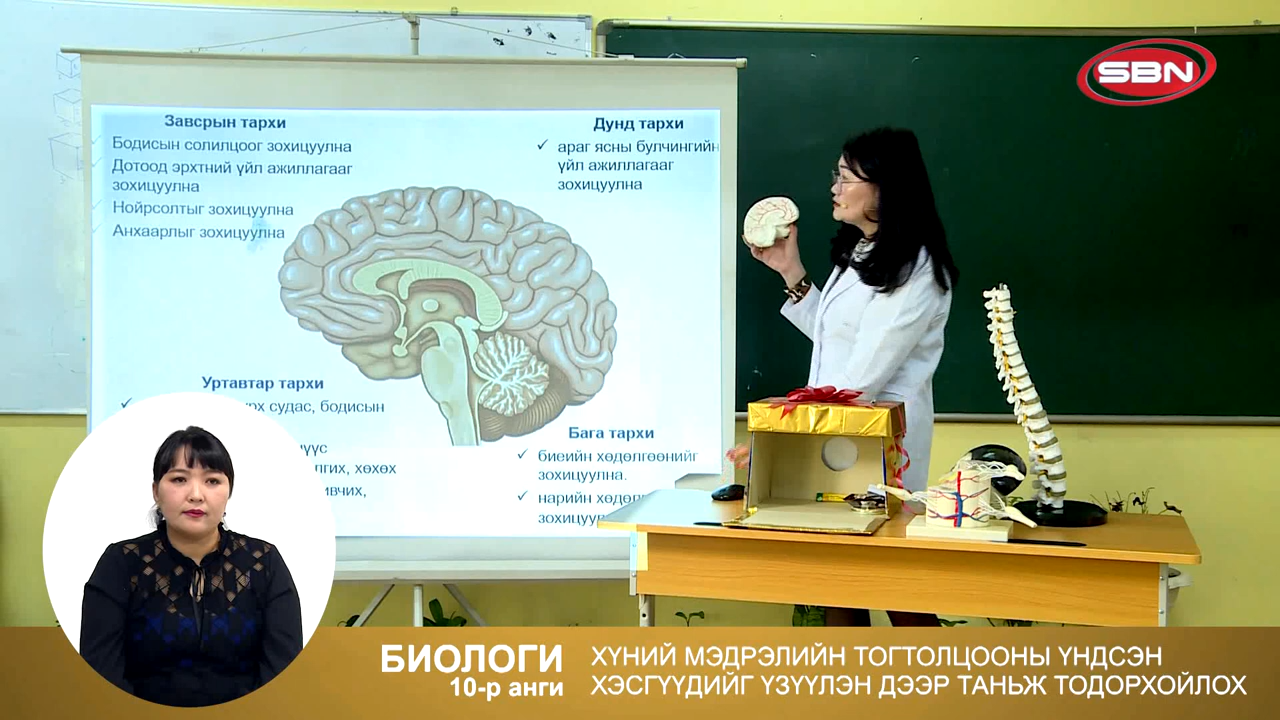 SBN
Завсрын тархи
Бодисын солилцоог зохицуулна
Дотоод эрхтний үйл ажиллагааг
зохицуулна
Нойрсолтыг зохицуулна
Анхаарлыг зохицуулна
Дунд тархи
араг ясны булчингийн
үйл ажиллагааг
зохицуулна
Уртавтар тархи
судас, бодисын
хөхөх
Бага тархи
биеийн хөдөлгөөнийг
зохицуулна.
нарийн
БИОЛОГИ
10-р анги
ХҮНИЙ МЭДРЭЛИЙН ТОГТОЛЦООНЫ ҮНДСЭН
ХЭСГҮҮДИЙГ ҮЗҮҮЛЭН ДЭЭР ТАНЬЖ ТОДОРХОЙЛОХ